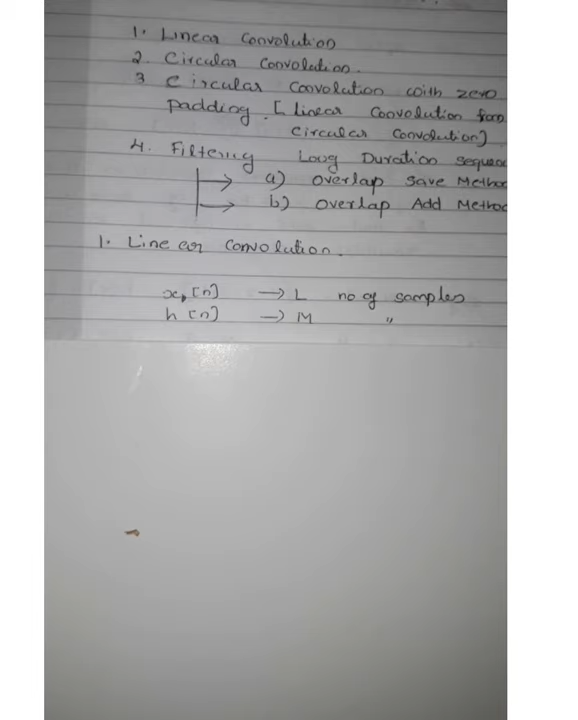 1. Linear Convolution
2. Circular Convolution.
3 Circular Convolution with zero
padding. [linear Convolution from
Circular Convolution]
4. Filtering Long Duration sequence
a) overlap save Method
b) overlap Add Method
1. Linear Convolution.
x, [n] → L no of samples
h [n] → M "